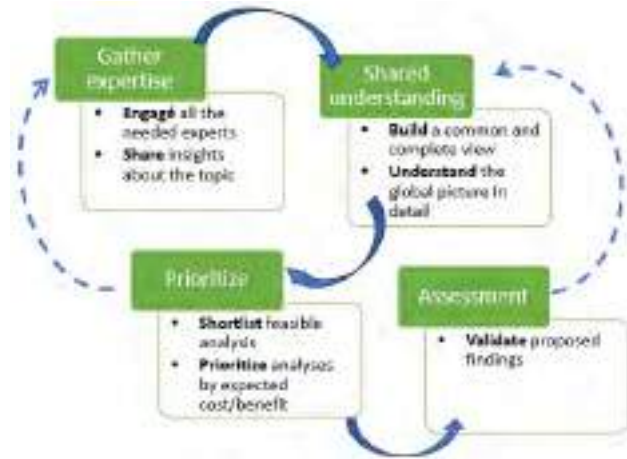 Gather
expertise
• Engage all the
needed experts
• Share insights
about the topic
Shared
understanding
• Build a common and
complete view
• Understand the
global picture in
detail
Prioritize
• Shortlist feasible
analysis
• Prioritize analyses
by expected
cost/benefit
Assessment
• Validate proposed
findings